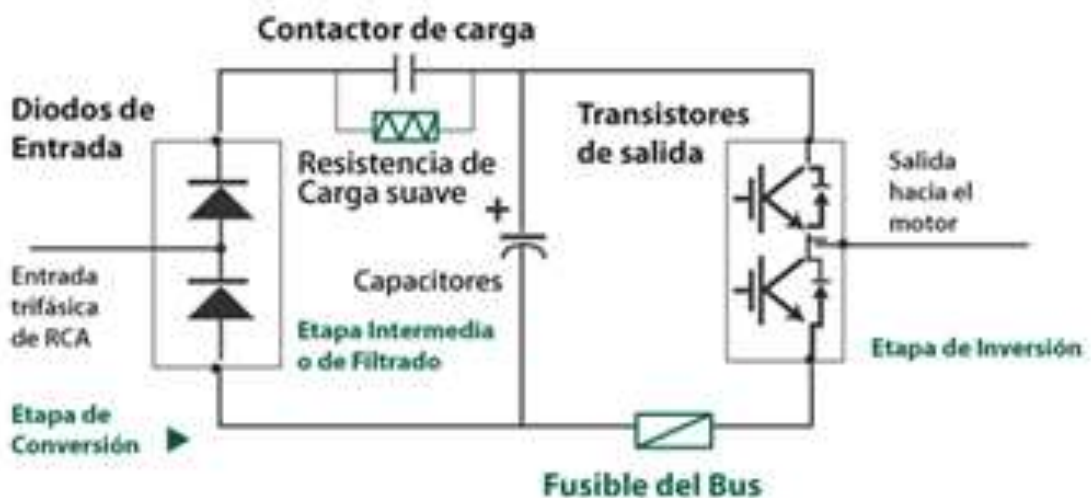 Contactor de carga
Diodos de
Entrada
Resistencia de
Carga suave
+
Transistores
de salida
Salida
hacia el
motor
Entrada
trifásica
de RCA
Capacitores
Etapa Intermedia
o de Filtrado
Etapa de Inversión
Etapa de
Conversión
Fusible del Bus